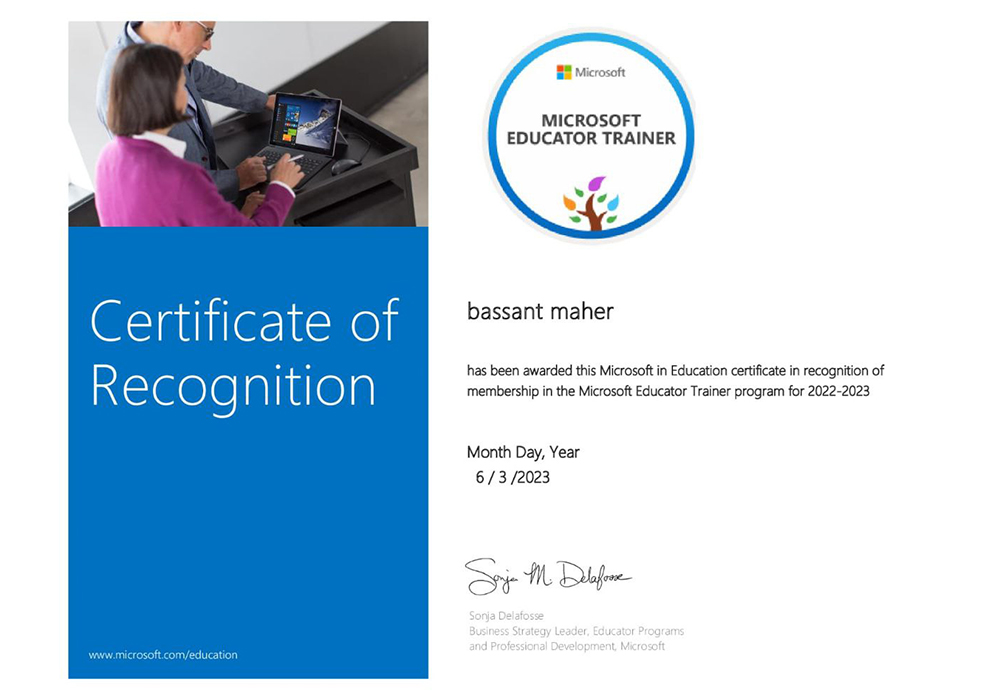 Microsoft
MICROSOFT
EDUCATOR TRAINER
Certificate of
Recognition
www.microsoft.com/education
bassant maher
has been awarded this Microsoft in Education certificate in recognition of
membership in the Microsoft Educator Trainer program for 2022-2023
Month Day, Year
6 / 3 /2023
Sonja M. Delafosse
Sonja Delafosse
Business Strategy Leader, Educator Programs
and Professional Development, Microsoft